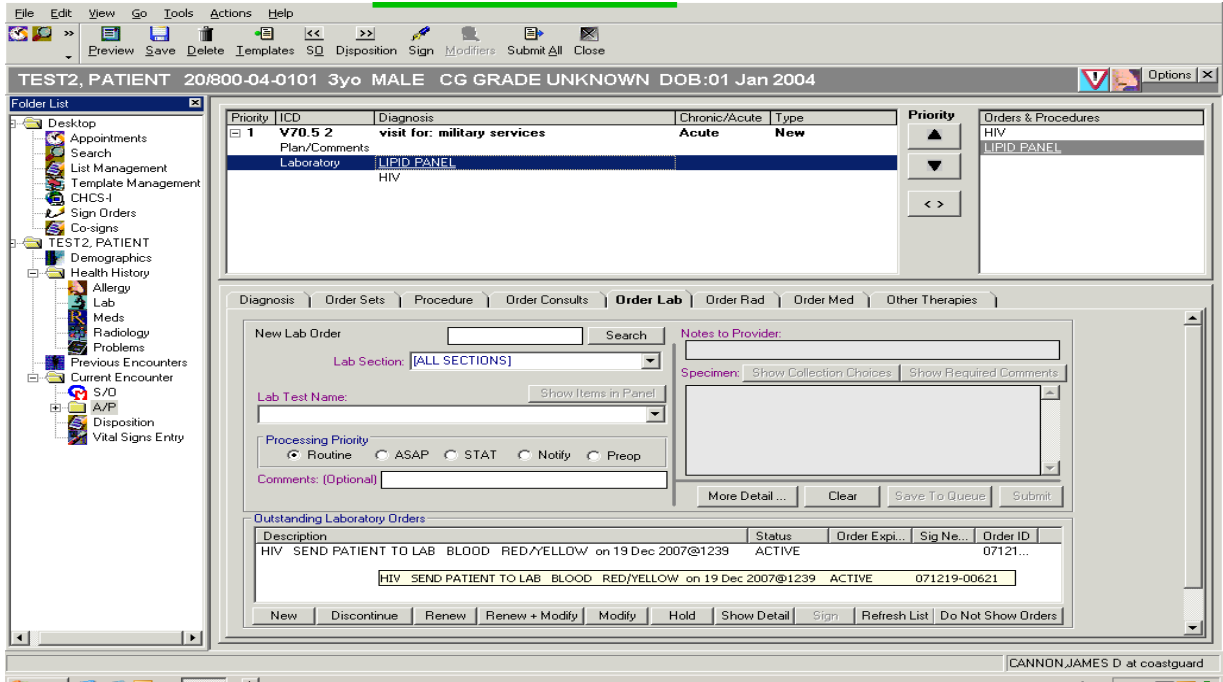 File Edit View Go Tools Actions Help
Preview Save Delete Templates SO Disposition Sign Modifiers Submit All Close
TEST2, PATIENT 20/800-04-0101 3yo MALE CG GRADE UNKNOWN DOB:01 Jan 2004
Options
Folder List
Desktop
Appointments
Search
List Management
Template Management
CHCS-I
Sign Orders
Co-signs
TEST2, PATIENT
Demographics
Health History
Allergy
Lab
Meds
Radiology
Problems
Previous Encounters
Current Encounter
S/O
A/P
Disposition
Vital Signs Entry
Priority ICD Diagnosis Chronic/Acute Type
1 V70.5 2 visit for: military services Acute New
Plan/Comments
Laboratory LIPID PANEL
HIV
Priority
< >
Orders & Procedures
HIV
LIPID PANEL
Diagnosis Order Sets Procedure Order Consults Order Lab Order Rad Order Med Other Therapies
New Lab Order Search
Lab Section: [ALL SECTIONS]
Lab Test Name: Show Items in Panel
Processing Priority
Routine ASAP STAT Notify Preop
Comments: (Optional)
Notes to Provider:
Specimen: Show Collection Choices Show Required Comments
More Detail ... Clear Save To Queue Submit
Outstanding Laboratory Orders
Description Status Order Expi... Sig Ne... Order ID
HIV SEND PATIENT TO LAB BLOOD RED/YELLOW on 19 Dec 2007@1239 ACTIVE 07121...
HIV SEND PATIENT TO LAB BLOOD RED/YELLOW on 19 Dec 2007@1239 ACTIVE 071219-00621
New Discontinue Renew Renew + Modify Modify Hold Show Detail Sign Refresh List Do Not Show Orders
CANNON,JAMES D at coastguard